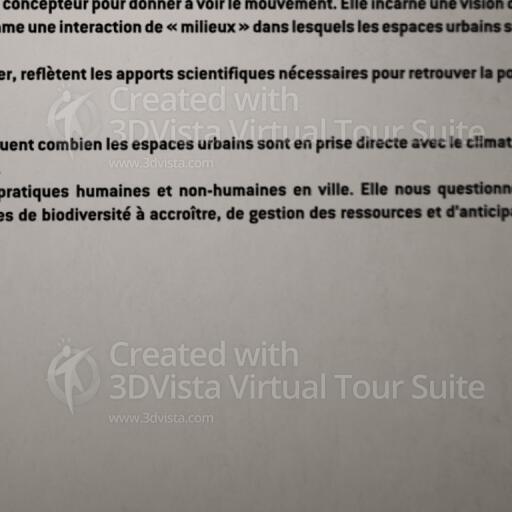 concepteur pour donner à voir le mouvement. Elle incarne une vision
me une interaction de « milieux » dans lesquels les espaces urbains s
er, reflètent les apports scientifiques nécessaires pour retrouver la po
Created with
3DVista Virtual Tour Suite
www.3dvista.com
uent combien les espaces urbains sont en prise directe avec le climat
pratiques humaines et non-humaines en ville. Elle nous questionn
es de biodiversité à accroître, de gestion des ressources et d'anticipa
Created with
3DVista Virtual Tour Suite
www.3dvista.com